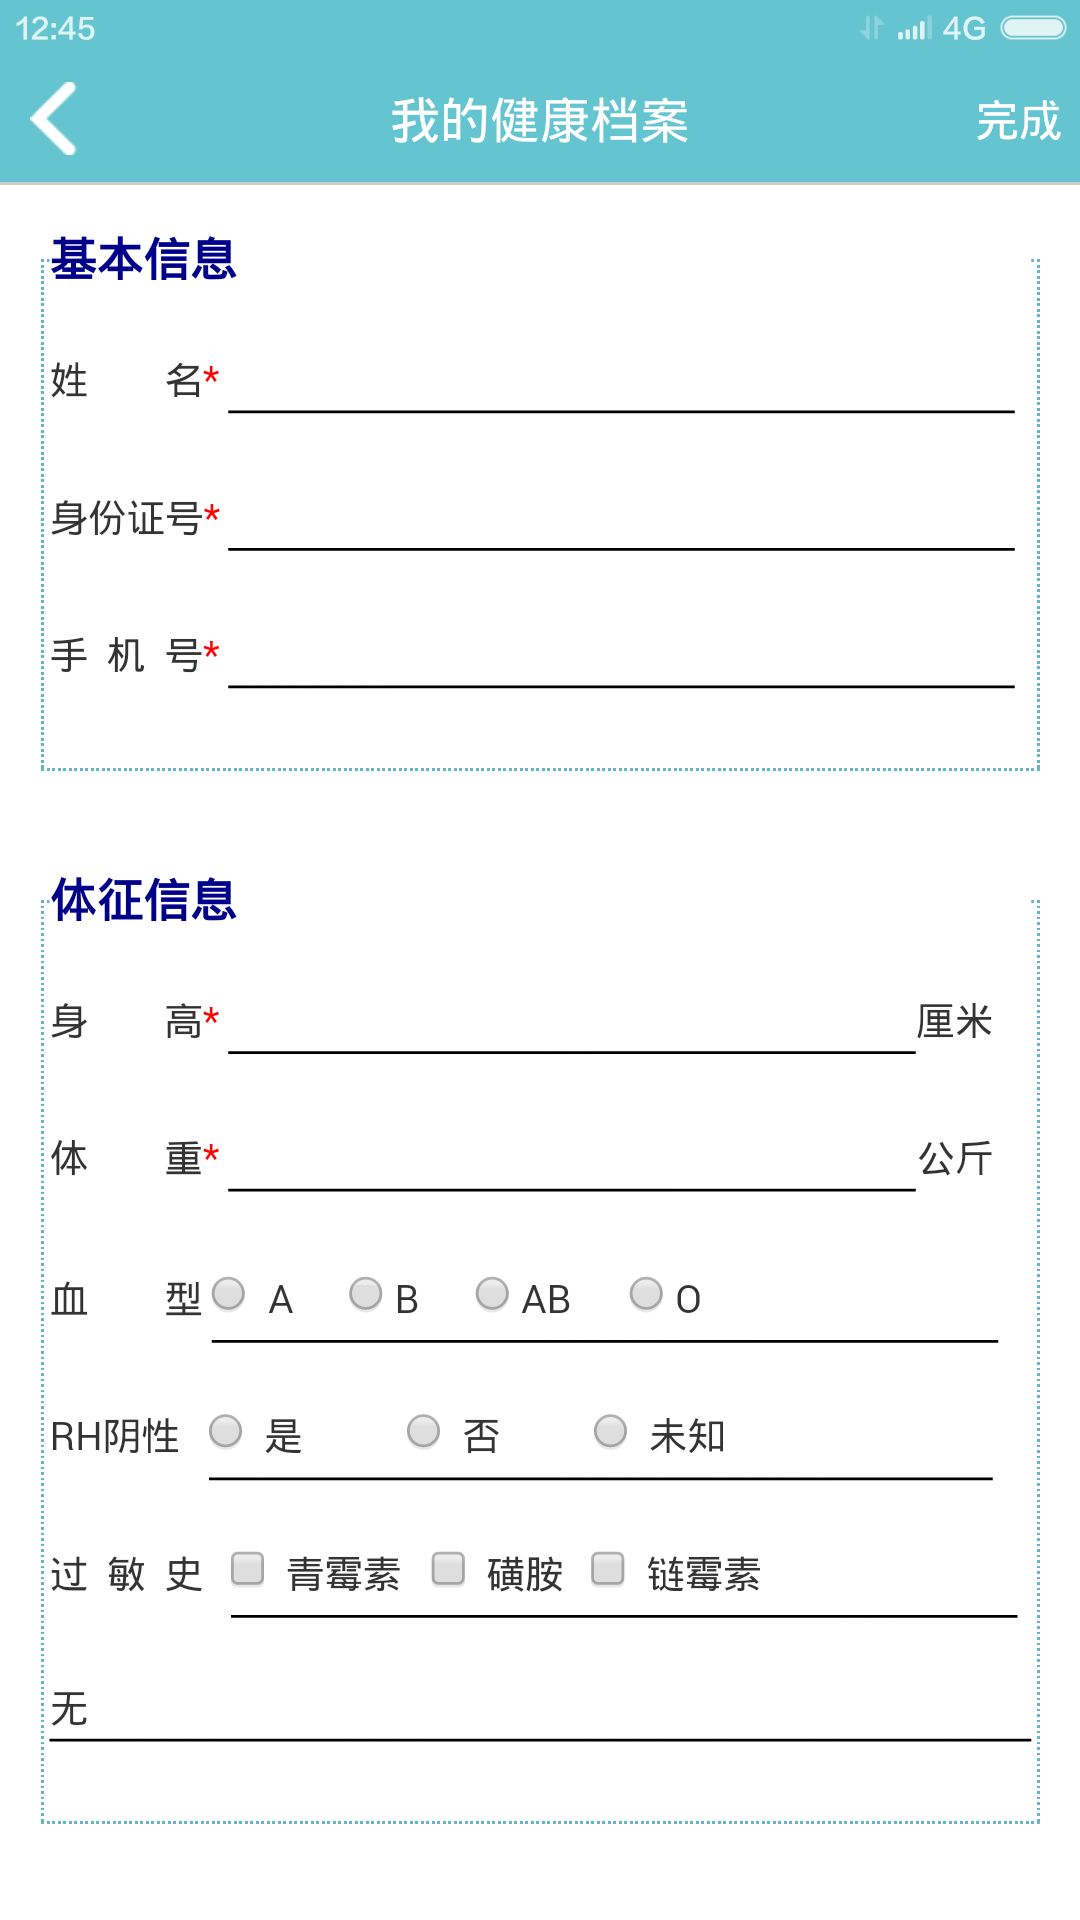 12:45 4G
我的健康档案 完成
基本信息
姓 名*
身份证号*
手 机 号*
体征信息
身 高* 厘米
体 重* 公斤
血 型 A B AB O
RH阴性 是 否 未知
过 敏 史 青霉素 磺胺 链霉素
无